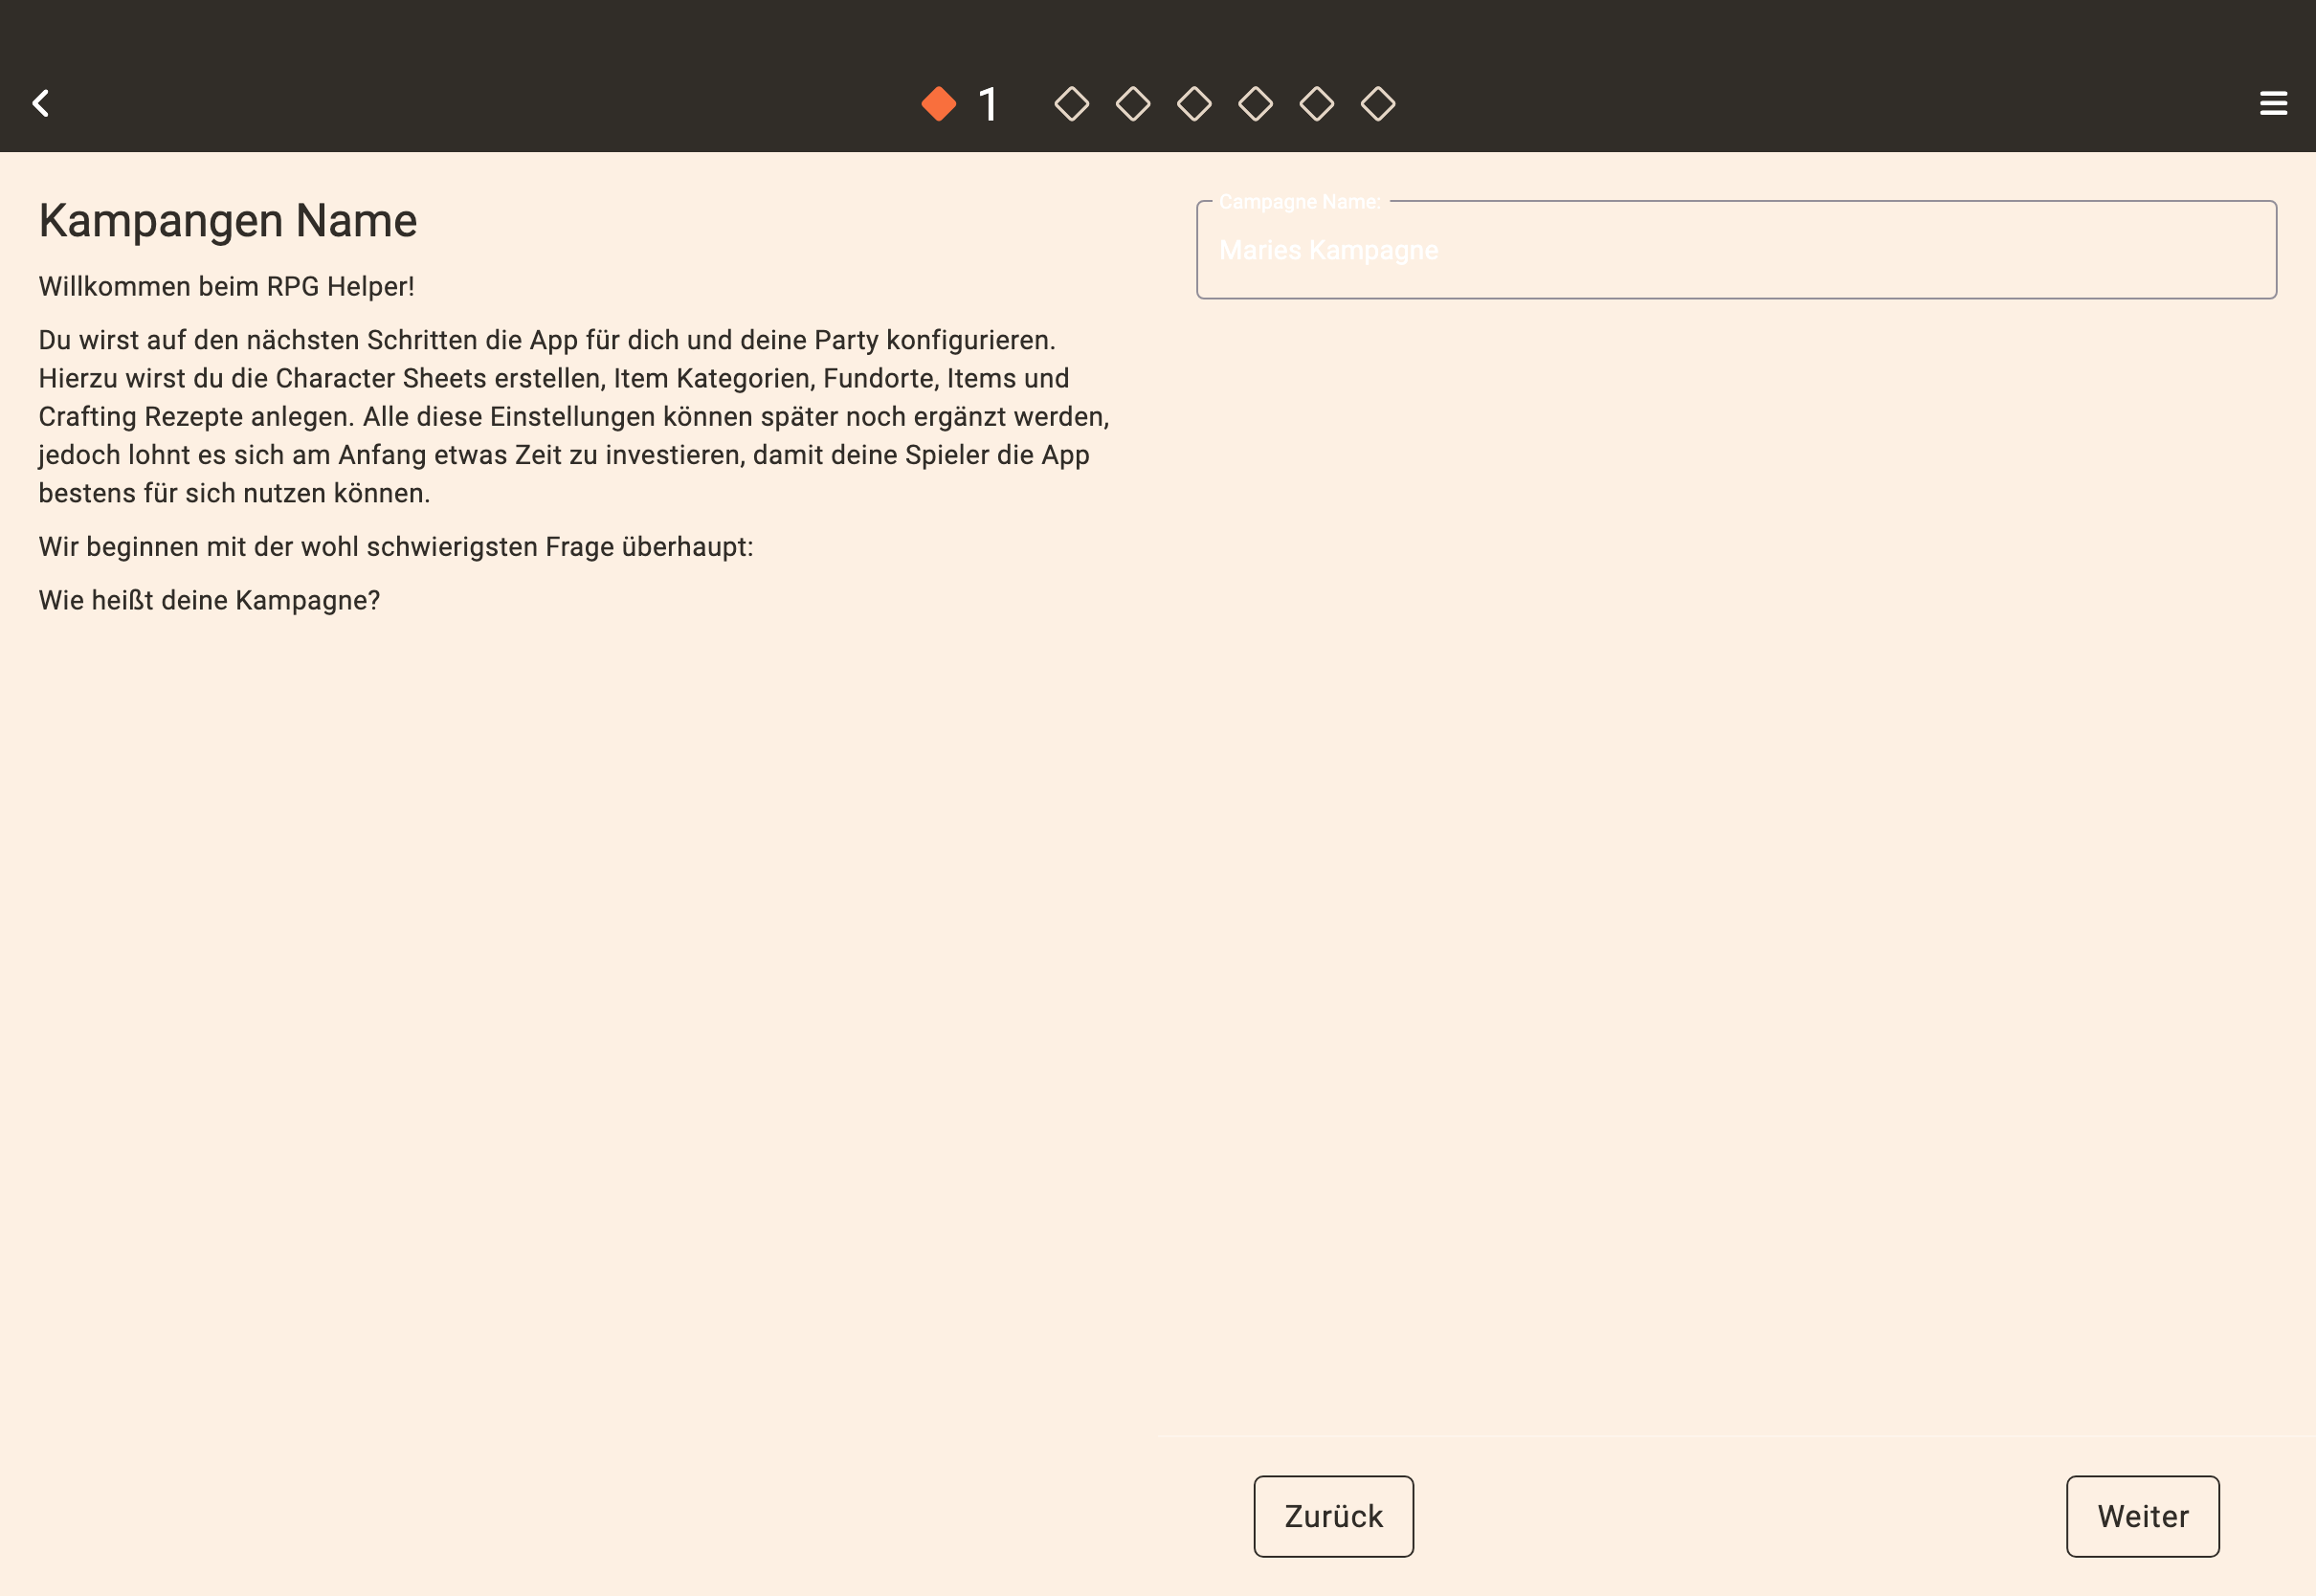 1
Kampangen Name
Willkommen beim RPG Helper!
Du wirst auf den nächsten Schritten die App für dich und deine Party konfigurieren.
Hierzu wirst du die Character Sheets erstellen, Item Kategorien, Fundorte, Items und
Crafting Rezepte anlegen. Alle diese Einstellungen können später noch ergänzt werden,
jedoch lohnt es sich am Anfang etwas Zeit zu investieren, damit deine Spieler die App
bestens für sich nutzen können.
Wir beginnen mit der wohl schwierigsten Frage überhaupt:
Wie heißt deine Kampagne?
Campagne Name:
Maries Kampagne
Zurück
Weiter